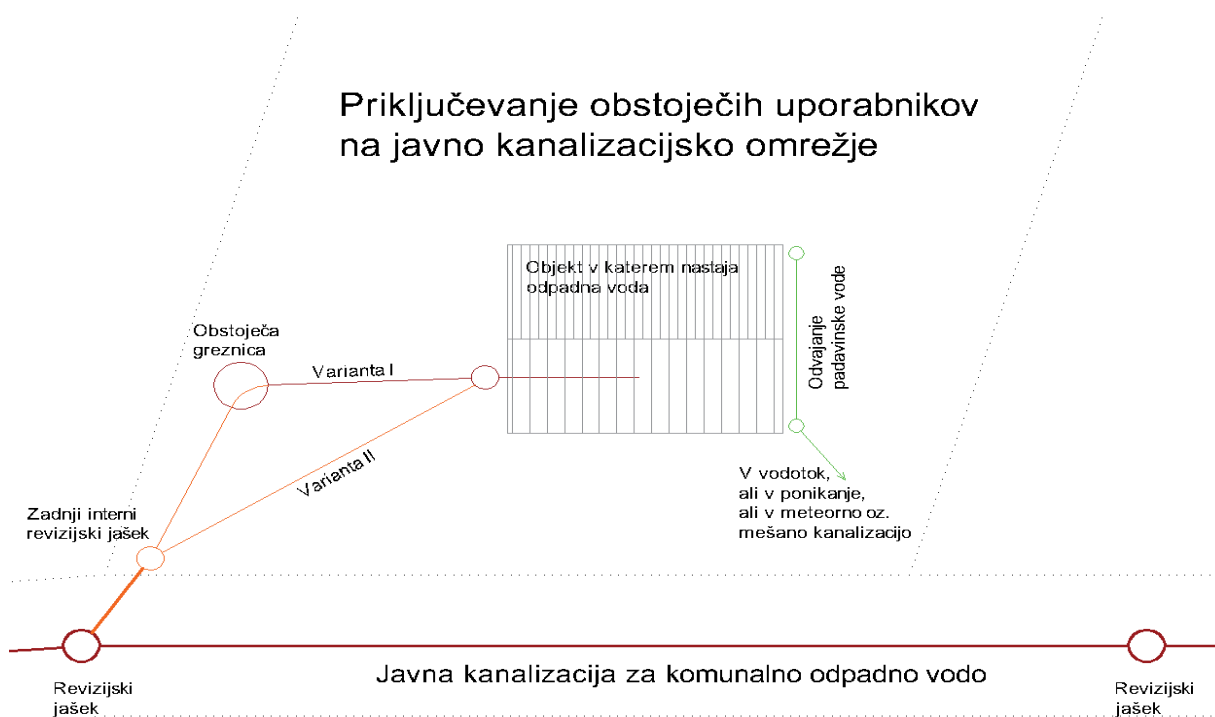 Priključevanje obstoječih uporabnikov
na javno kanalizacijsko omrežje
Objekt v katerem nastaja
odpadna voda
Odvajanje
padavinske vode
Obstoječa
greznica
Varianta I
Varianta II
V vodotok,
ali v ponikanje,
ali v meteorno oz.
mešano kanalizacijo
Zadnji interni
revizijski jašek
Javna kanalizacija za komunalno odpadno vodo
Revizijski
jašek
Revizijski
jašek